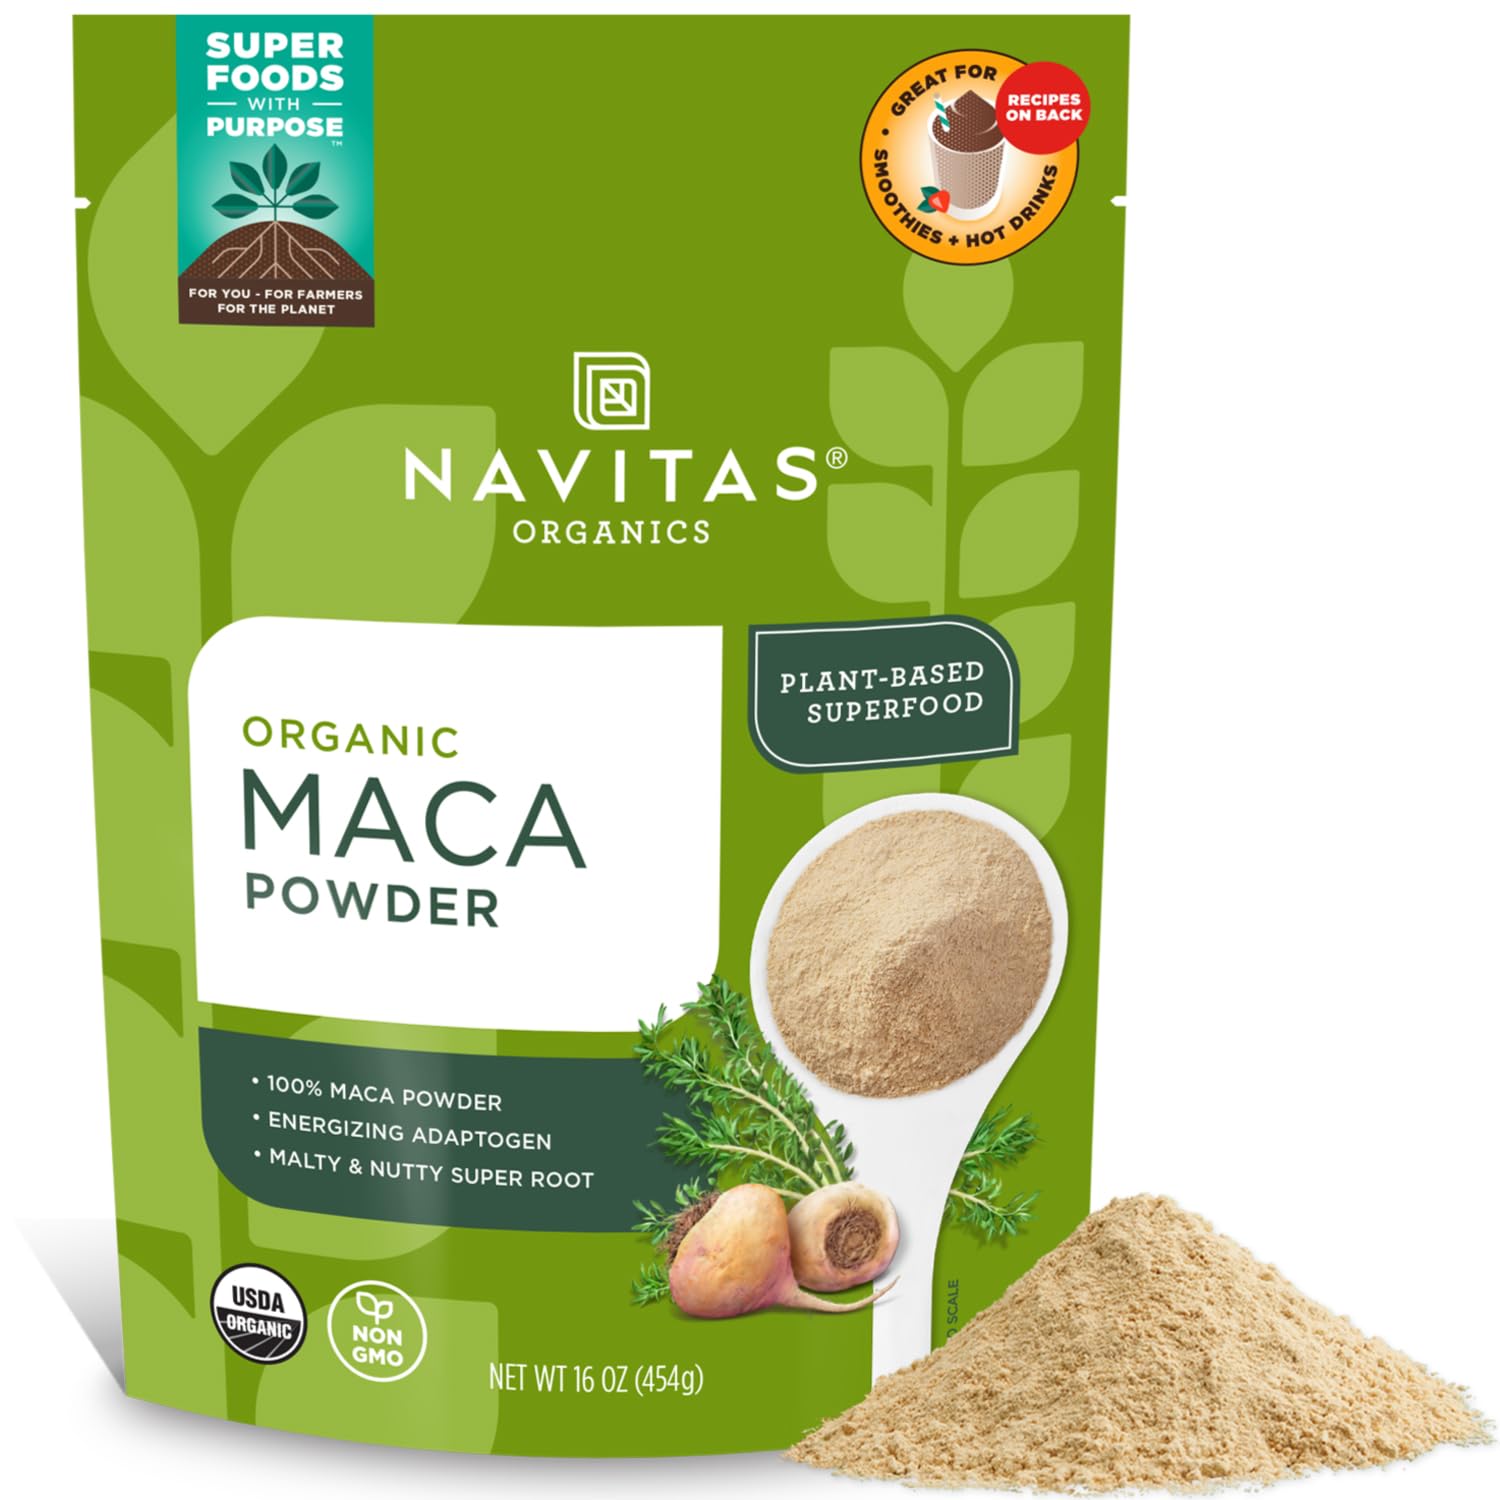 SUPER
FOODS
WITH
PURPOSE™
FOR YOU - FOR FARMERS
FOR THE PLANET
GREAT FOR
SMOOTHIES + HOT DRINKS
RECIPES
ON BACK
NAVITAS®
ORGANICS
PLANT-BASED
SUPERFOOD
ORGANIC
MACA
POWDER
• 100% MACA POWDER
• ENERGIZING ADAPTOGEN
• MALTY & NUTTY SUPER ROOT
USDA
ORGANIC
NON
GMO
NET WT 16 OZ (454g)
SCALE